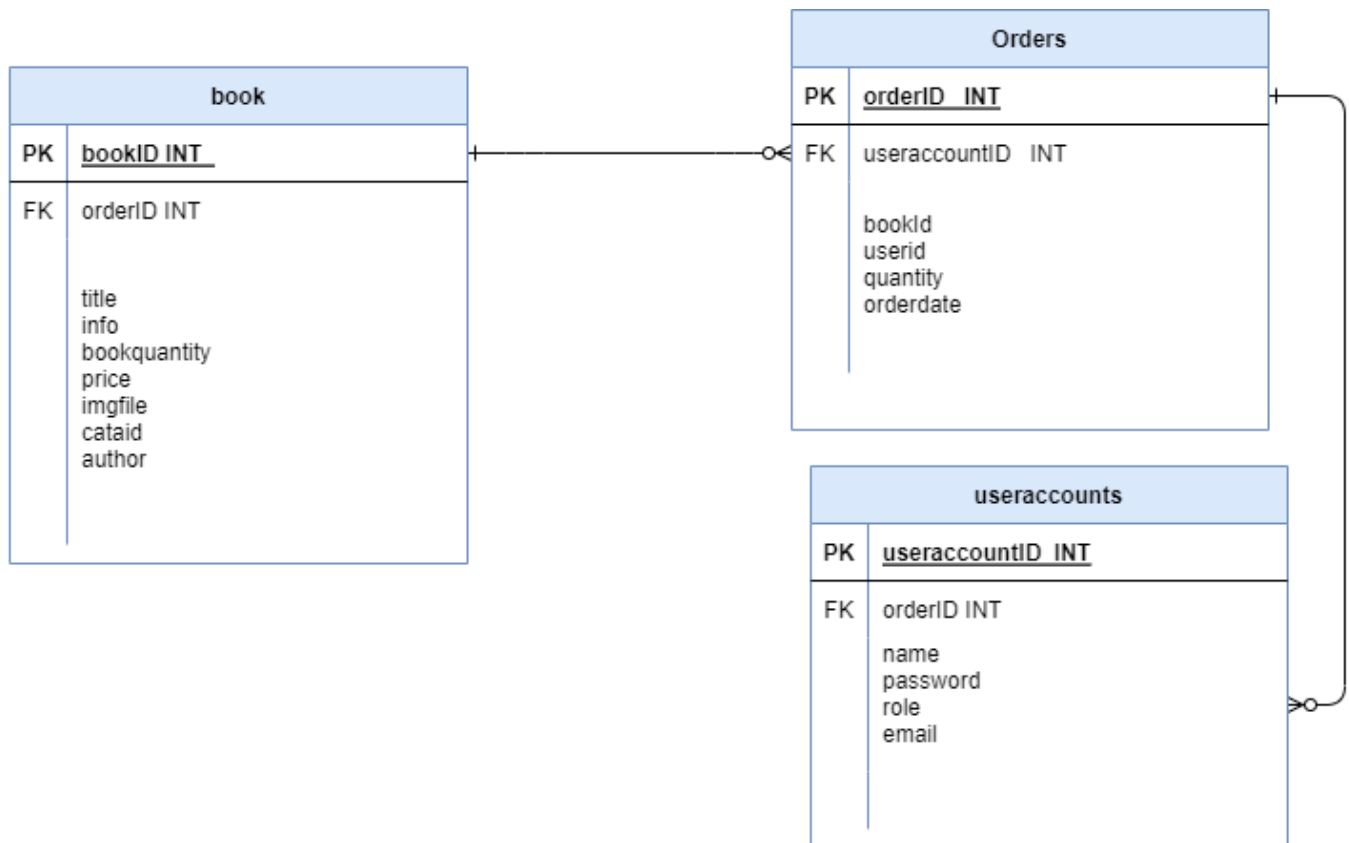 book
PK bookID INT
FK orderID INT
title
info
bookquantity
price
imgfile
cataid
author
Orders
PK orderID INT
FK useraccountID INT
bookId
userid
quantity
orderdate
useraccounts
PK useraccountID INT
FK orderID INT
name
password
role
email